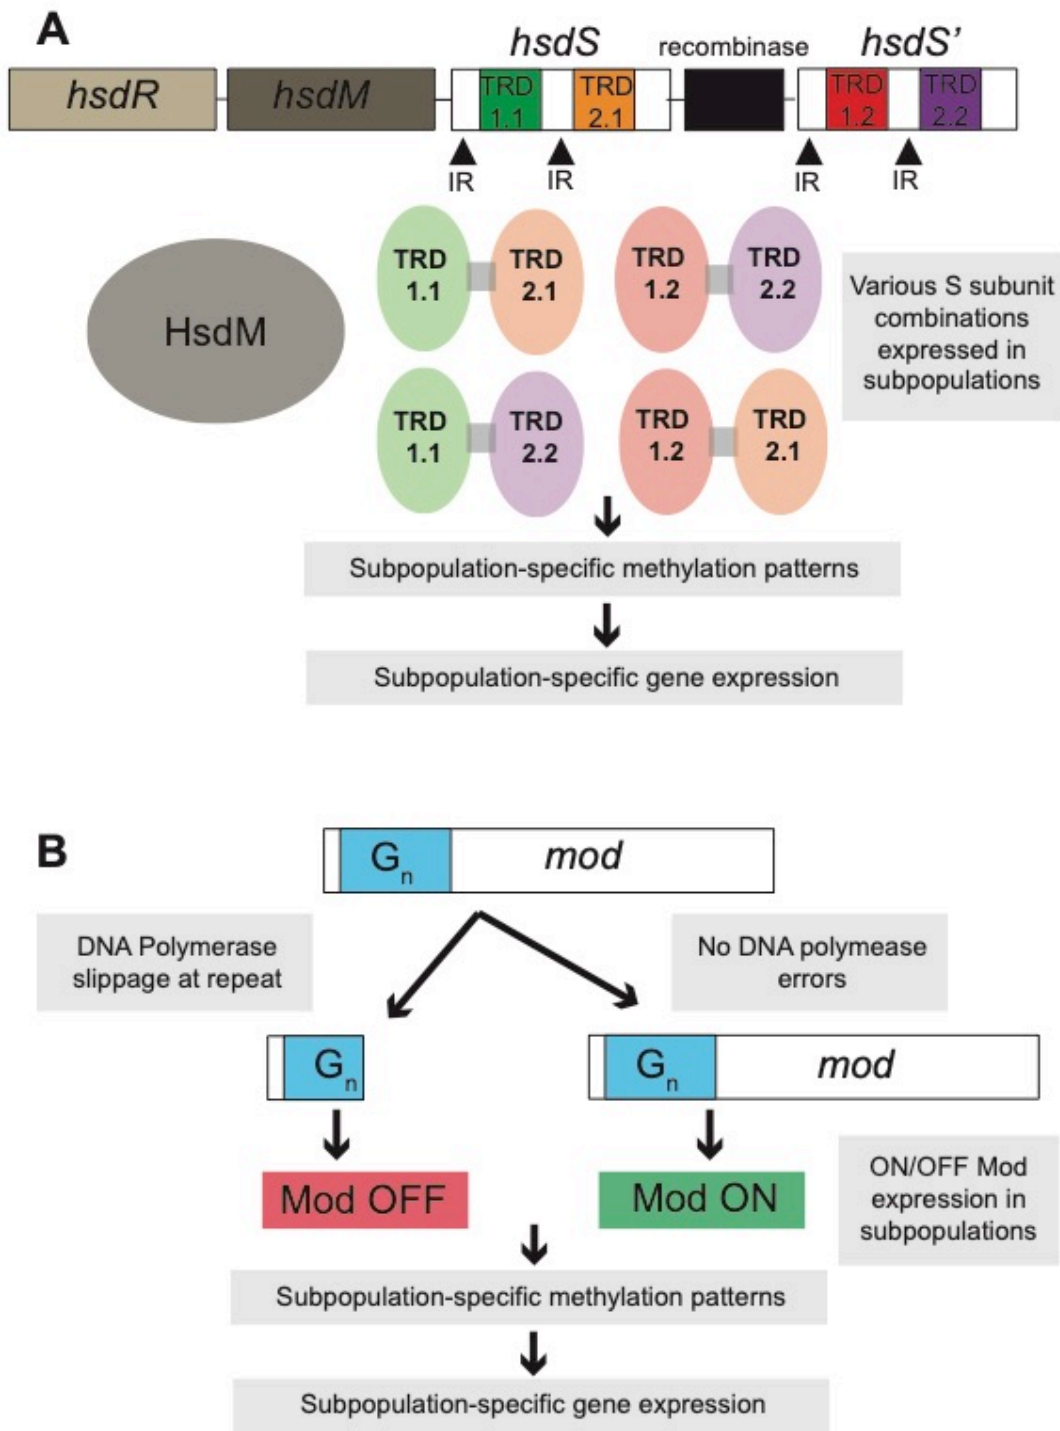 A
hsdS
recombinase
hsdS’
hsdR
hsdM
TRD
1.1
TRD
2.1
TRD
1.2
TRD
2.2
IR
IR
IR
IR
HsdM
TRD
1.1
TRD
2.1
TRD
1.2
TRD
2.2
Various S subunit
combinations
expressed in
subpopulations
TRD
1.1
TRD
2.2
TRD
1.2
TRD
2.1
Subpopulation-specific methylation patterns
Subpopulation-specific gene expression
B
Gn
mod
DNA Polymerase
slippage at repeat
No DNA polymease
errors
Gn
Gn
mod
Mod OFF
Mod ON
ON/OFF Mod
expression in
subpopulations
Subpopulation-specific methylation patterns
Subpopulation-specific gene expression